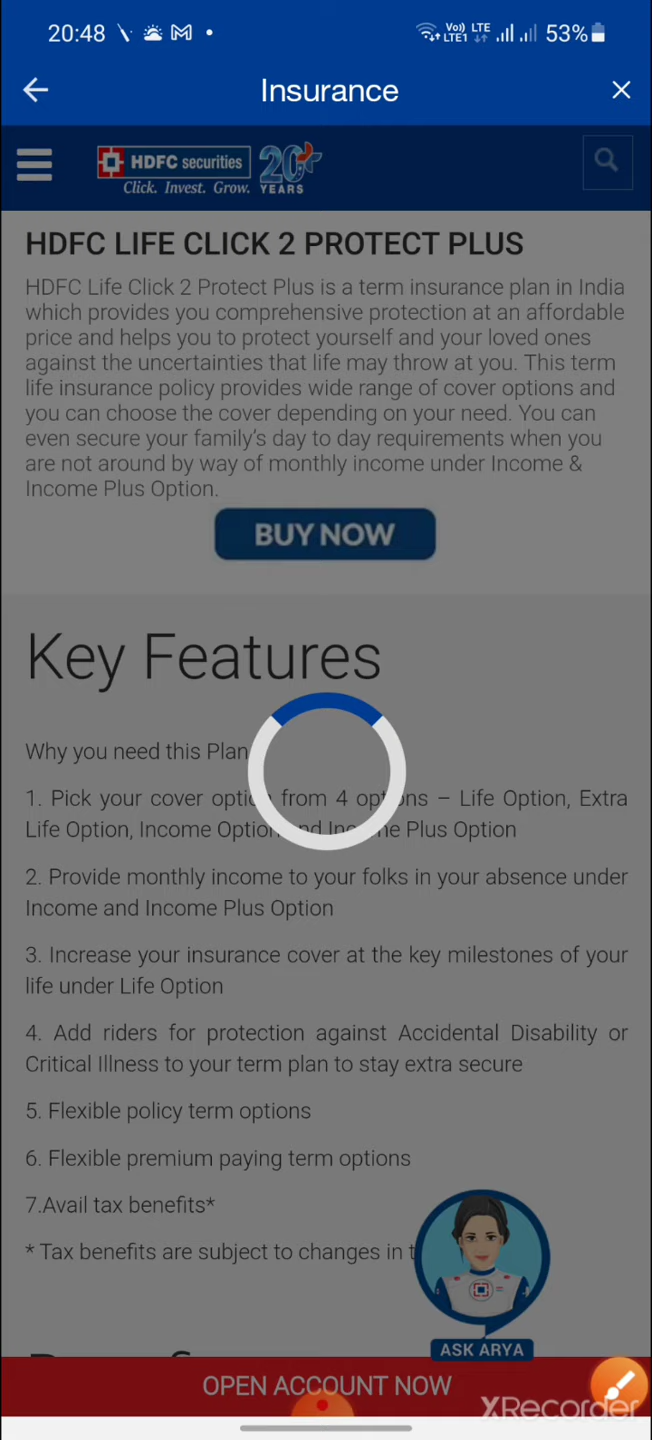 20:48
Vo)) LTE
LTE1
53%
Insurance
HDFC securities
Click. Invest. Grow.
20
YEARS
HDFC LIFE CLICK 2 PROTECT PLUS
HDFC Life Click 2 Protect Plus is a term insurance plan in India
which provides you comprehensive protection at an affordable
price and helps you to protect yourself and your loved ones
against the uncertainties that life may throw at you. This term
life insurance policy provides wide range of cover options and
you can choose the cover depending on your need. You can
even secure your family's day to day requirements when you
are not around by way of monthly income under Income &
Income Plus Option.
BUY NOW
Key Features
Why you need this Plan
1. Pick your cover option from 4 options – Life Option, Extra
Life Option, Income Option and Income Plus Option
2. Provide monthly income to your folks in your absence under
Income and Income Plus Option
3. Increase your insurance cover at the key milestones of your
life under Life Option
4. Add riders for protection against Accidental Disability or
Critical Illness to your term plan to stay extra secure
5. Flexible policy term options
6. Flexible premium paying term options
7.Avail tax benefits*
* Tax benefits are subject to changes in
ASK ARYA
OPEN ACCOUNT NOW
XRecorder